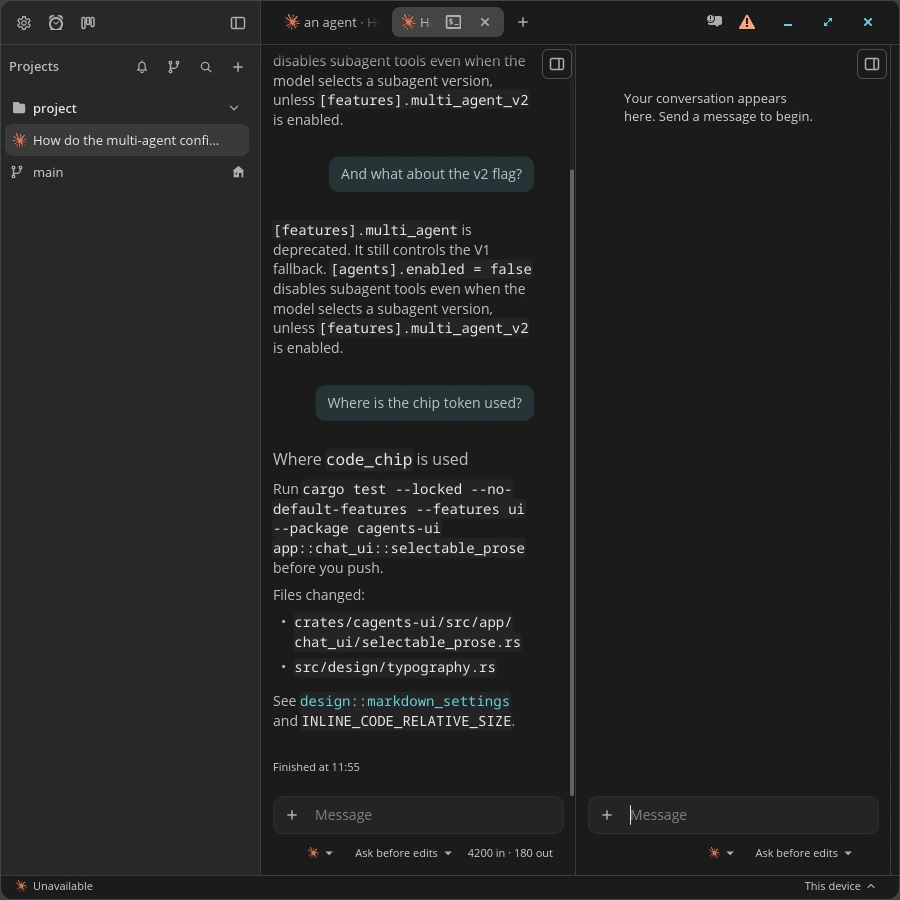 an agent · H
H
Projects
project
How do the multi-agent confi...
main
disables subagent tools even when the
model selects a subagent version,
unless [features].multi_agent_v2
is enabled.
And what about the v2 flag?
[features].multi_agent is
deprecated. It still controls the V1
fallback. [agents].enabled = false
disables subagent tools even when the
model selects a subagent version,
unless [features].multi_agent_v2
is enabled.
Where is the chip token used?
Where code_chip is used
Run cargo test --locked --no-
default-features --features ui
--package cagents-ui
app::chat_ui::selectable_prose
before you push.
Files changed:
• crates/cagents-ui/src/app/
chat_ui/selectable_prose.rs
• src/design/typography.rs
See design::markdown_settings
and INLINE_CODE_RELATIVE_SIZE.
Finished at 11:55
Message
Ask before edits
4200 in · 180 out
Your conversation appears
here. Send a message to begin.
Message
Ask before edits
Unavailable
This device